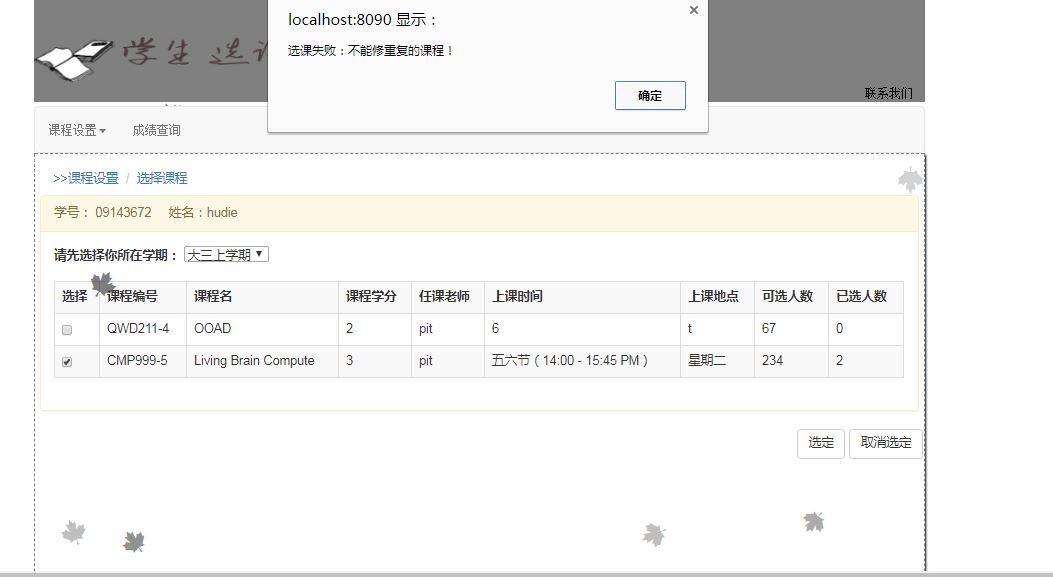 localhost:8090 显示：
×
选课失败：不能修重复的课程！
确定
学生 选
联系我们
课程设置 成绩查询
>>课程设置 / 选择课程
学号： 09143672 姓名：hudie
请先选择你所在学期： 大三上学期
选择 课程编号 课程名 课程学分 任课老师 上课时间 上课地点 可选人数 已选人数
QWD211-4 OOAD 2 pit 6 t 67 0
CMP999-5 Living Brain Compute 3 pit 五六节（14:00 - 15:45 PM） 星期二 234 2
选定 取消选定